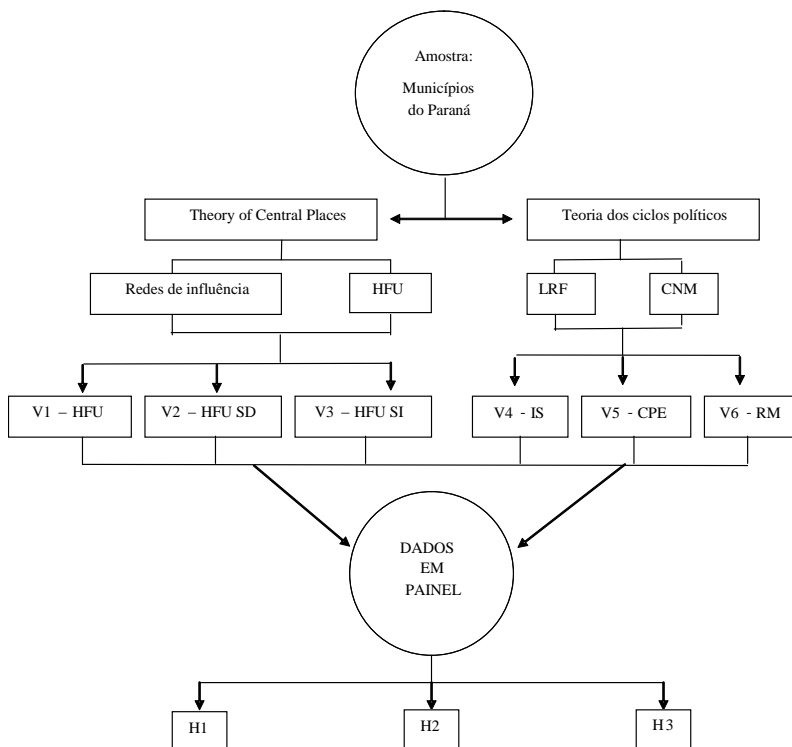 Amostra:
Municípios
do Paraná
Theory of Central Places
Teoria dos ciclos políticos
Redes de influência
HFU
LRF
CNM
V1 – HFU
V2 – HFU SD
V3 – HFU SI
V4 - IS
V5 - CPE
V6 - RM
DADOS
EM
PAINEL
H1
H2
H3